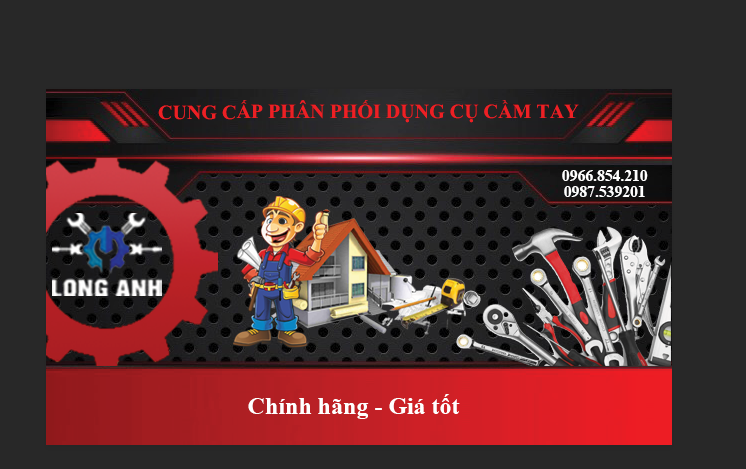 CUNG CẤP PHÂN PHỐI DỤNG CỤ CẦM TAY
0966.854.210
0987.539201
LONG ANH
Chính hãng - Giá tốt